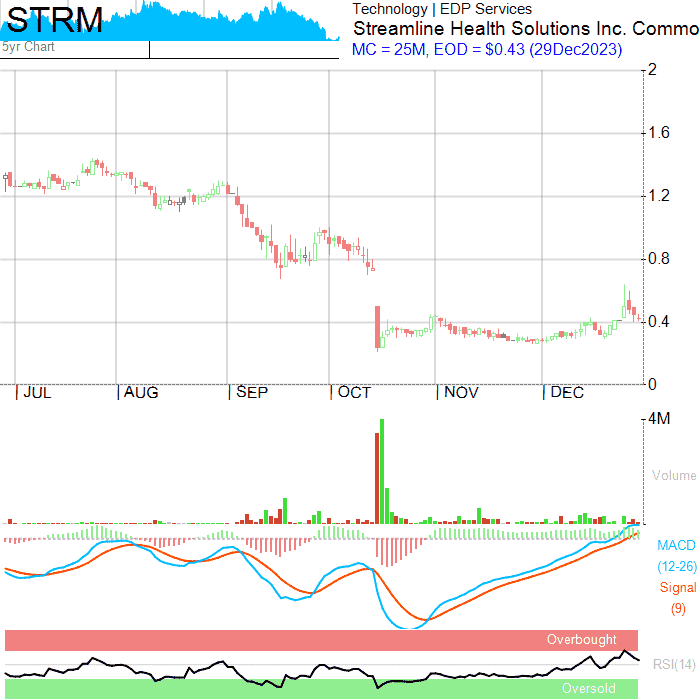 STRM
5yr Chart
Technology | EDP Services
Streamline Health Solutions Inc. Commo
MC = 25M, EOD = $0.43 (29Dec2023)
2
1.6
1.2
0.8
0.4
0
JUL AUG SEP OCT NOV DEC
4M
Volume
MACD
(12-26)
Signal
(9)
Overbought
RSI(14)
Oversold